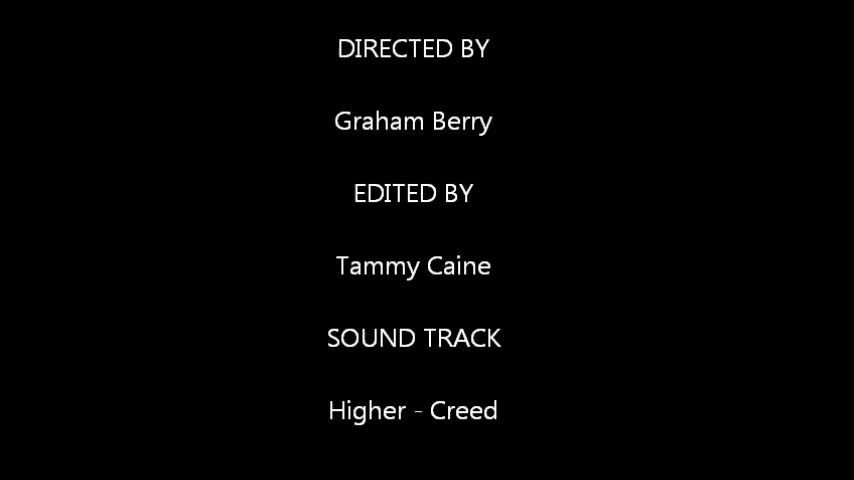 DIRECTED BY
Graham Berry
EDITED BY
Tammy Caine
SOUND TRACK
Higher - Creed